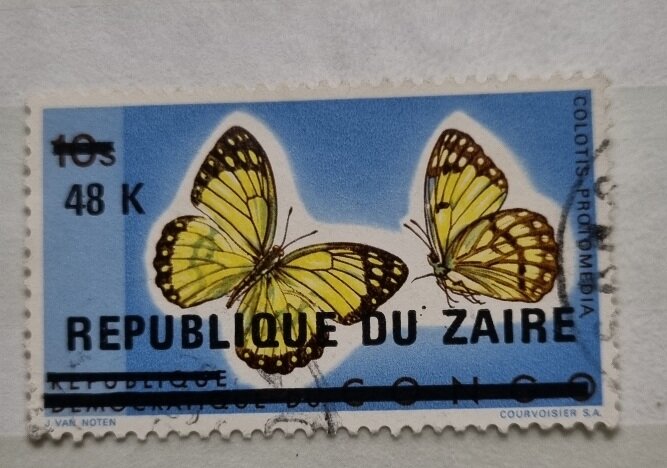 10s
48 K
COLOTIS PROTOMEDIA
REPUBLIQUE DU ZAIRE
REPUBLIQUE
DEMOCRATIQUE DU CONGO
J. VAN NOTEN
COURVOISIER S.A.